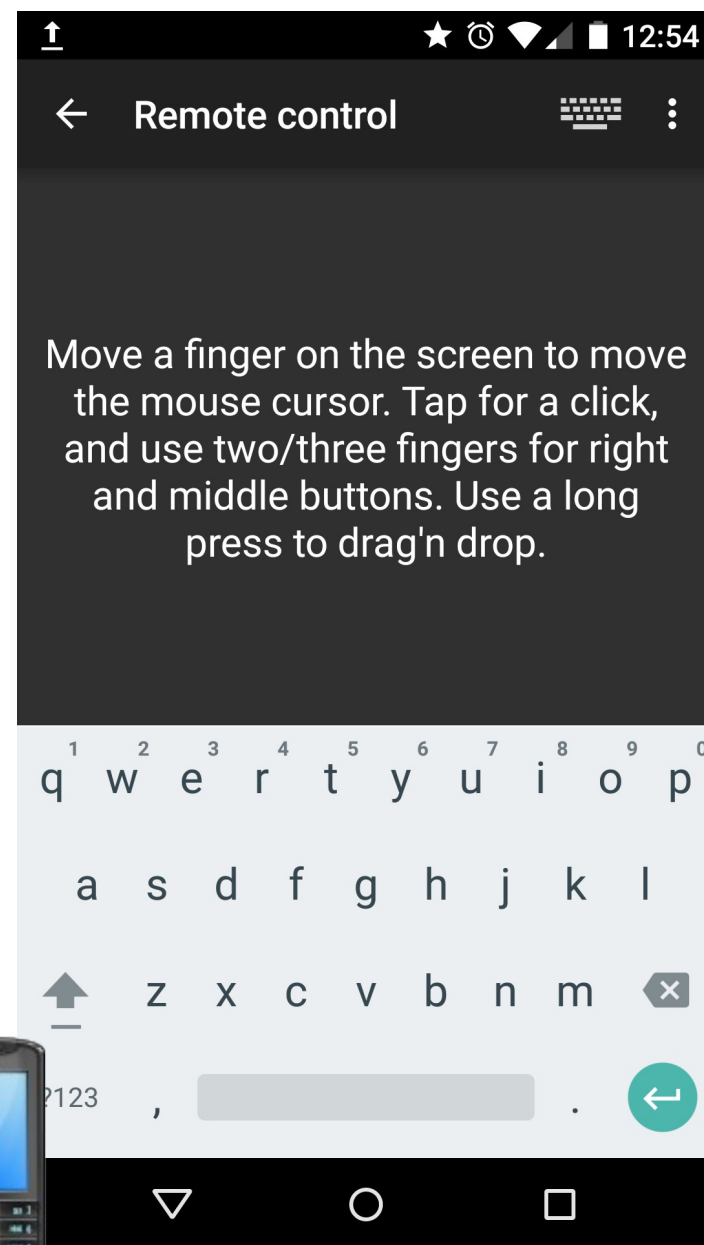 12:54
Remote control
Move a finger on the screen to move
the mouse cursor. Tap for a click,
and use two/three fingers for right
and middle buttons. Use a long
press to drag'n drop.
1 2 3 4 5 6 7 8 9 0
q w e r t y u i o p
a s d f g h j k l
z x c v b n m
?123 , .